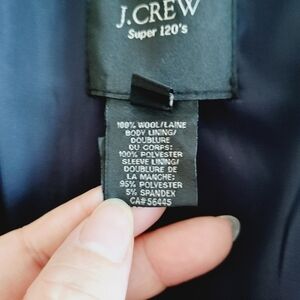 J.CREW
Super 120's
100% WOOL/LAINE
BODY LINING/
DOUBLURE
DU CORPS:
100% POLYESTER
SLEEVE LINING/
DOUBLURE DE
LA MANCHE:
95% POLYESTER
5% SPANDEX
CA#56445